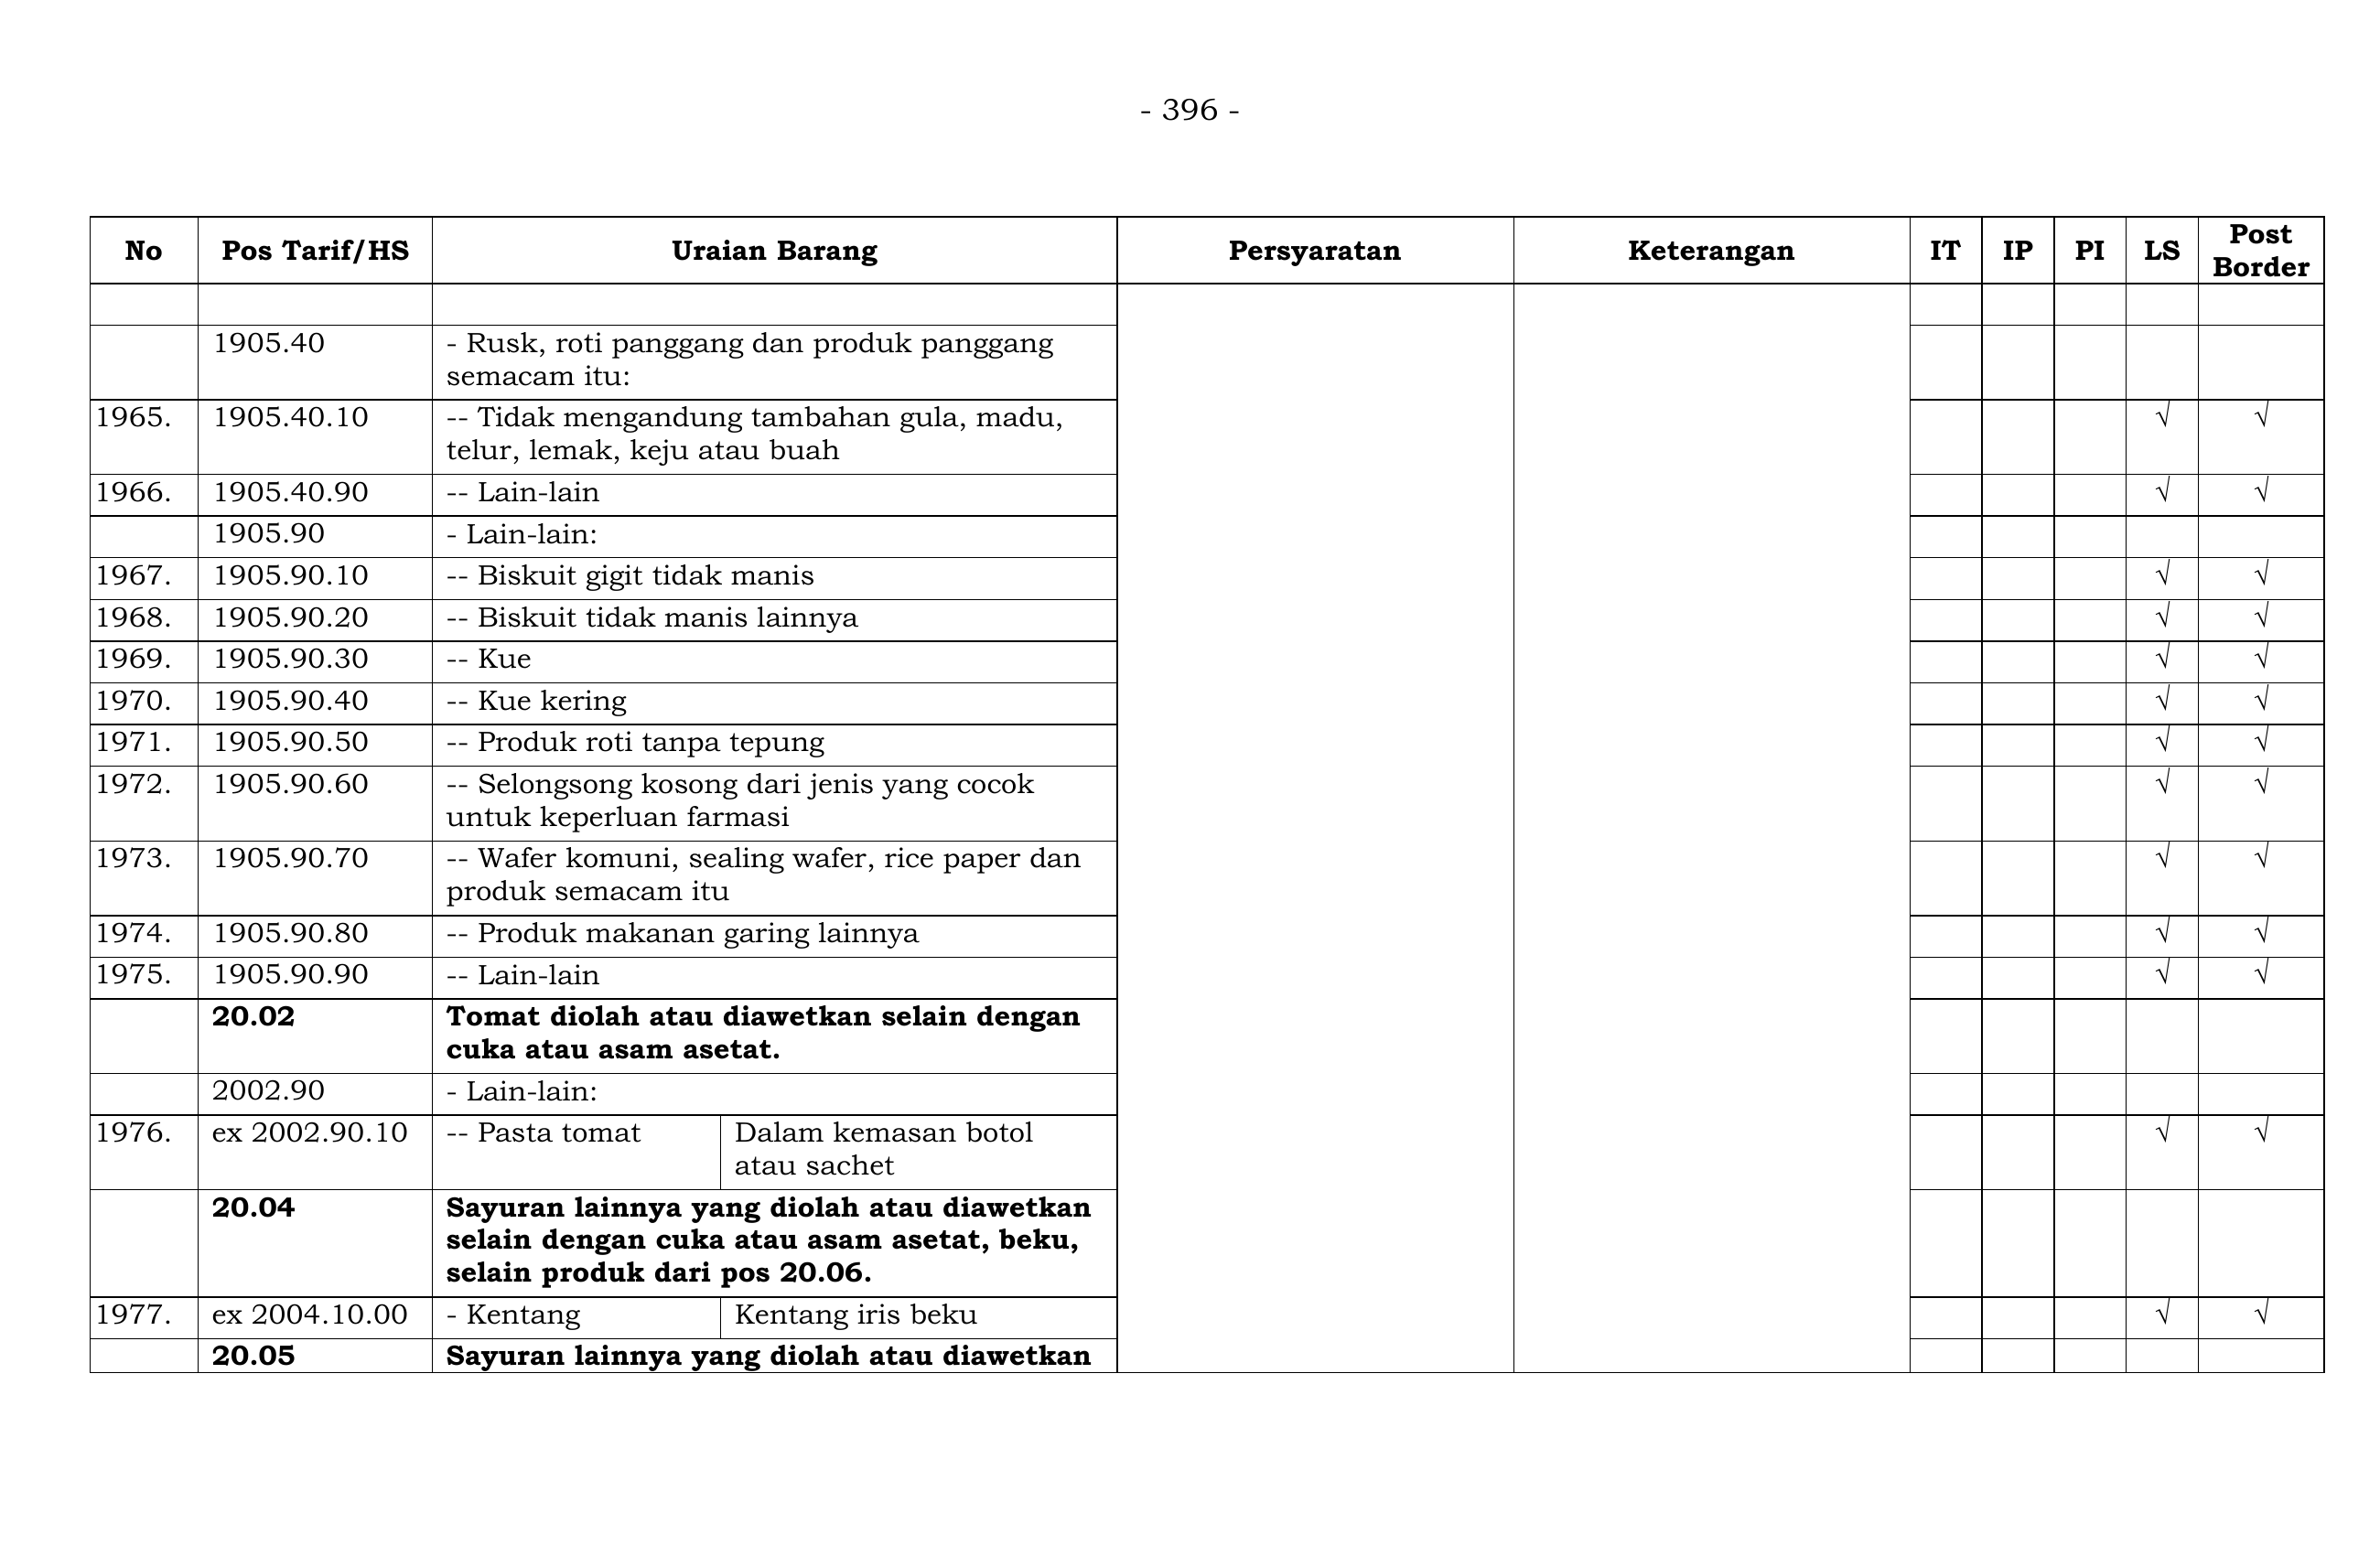 - 396 -
No Pos Tarif/HS Uraian Barang Persyaratan Keterangan IT IP PI LS Post Border
1905.40 - Rusk, roti panggang dan produk panggang
semacam itu:
1965. 1905.40.10 -- Tidak mengandung tambahan gula, madu, √ √
telur, lemak, keju atau buah
1966. 1905.40.90 -- Lain-lain √ √
1905.90 - Lain-lain:
1967. 1905.90.10 -- Biskuit gigit tidak manis √ √
1968. 1905.90.20 -- Biskuit tidak manis lainnya √ √
1969. 1905.90.30 -- Kue √ √
1970. 1905.90.40 -- Kue kering √ √
1971. 1905.90.50 -- Produk roti tanpa tepung √ √
1972. 1905.90.60 -- Selongsong kosong dari jenis yang cocok √ √
untuk keperluan farmasi
1973. 1905.90.70 -- Wafer komuni, sealing wafer, rice paper dan √ √
produk semacam itu
1974. 1905.90.80 -- Produk makanan garing lainnya √ √
1975. 1905.90.90 -- Lain-lain √ √
20.02 Tomat diolah atau diawetkan selain dengan
cuka atau asam asetat.
2002.90 - Lain-lain:
1976. ex 2002.90.10 -- Pasta tomat Dalam kemasan botol √ √
atau sachet
20.04 Sayuran lainnya yang diolah atau diawetkan
selain dengan cuka atau asam asetat, beku,
selain produk dari pos 20.06.
1977. ex 2004.10.00 - Kentang Kentang iris beku √ √
20.05 Sayuran lainnya yang diolah atau diawetkan